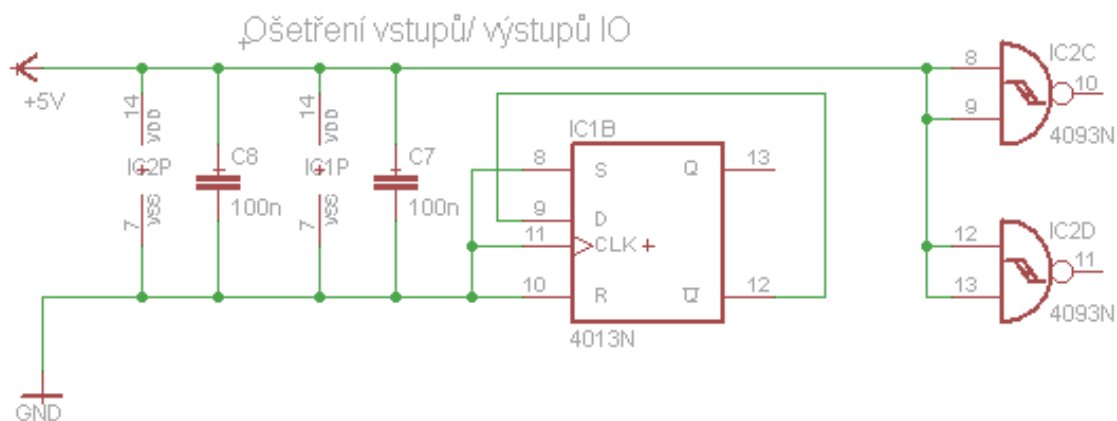 Ošetření vstupů/ výstupů IO
+5V
14
VDD
IC2P
7
VSS
C8
100n
14
VDD
IC1P
7
VSS
C7
100n
IC1B
8
S
Q
13
9
D
11
CLK
10
R
Q
12
4013N
IC2C
8
10
9
4093N
IC2D
12
11
13
4093N
GND